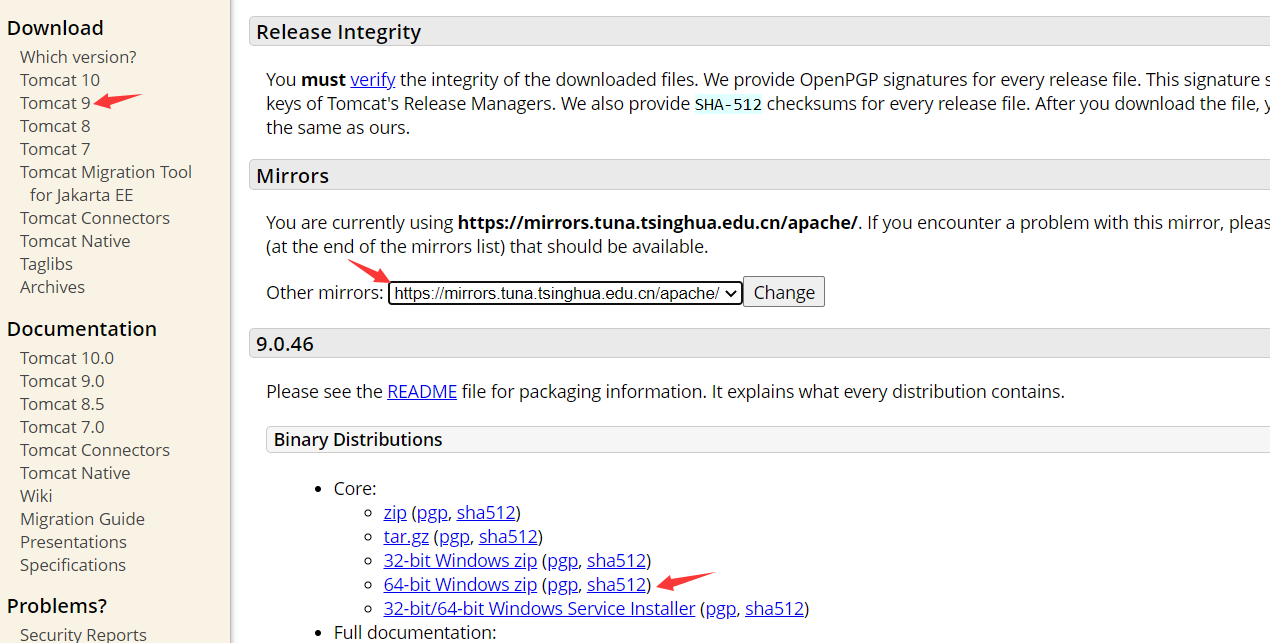 Download
Which version?
Tomcat 10
Tomcat 9
Tomcat 8
Tomcat 7
Tomcat Migration Tool
for Jakarta EE
Tomcat Connectors
Tomcat Native
Taglibs
Archives
Documentation
Tomcat 10.0
Tomcat 9.0
Tomcat 8.5
Tomcat 7.0
Tomcat Connectors
Tomcat Native
Wiki
Migration Guide
Presentations
Specifications
Problems?
Security Reports
Release Integrity
You must verify the integrity of the downloaded files. We provide OpenPGP signatures for every release file. This signature s
keys of Tomcat's Release Managers. We also provide SHA-512 checksums for every release file. After you download the file, y
the same as ours.
Mirrors
You are currently using https://mirrors.tuna.tsinghua.edu.cn/apache/. If you encounter a problem with this mirror, pleas
(at the end of the mirrors list) that should be available.
Other mirrors: https://mirrors.tuna.tsinghua.edu.cn/apache/ Change
9.0.46
Please see the README file for packaging information. It explains what every distribution contains.
Binary Distributions
• Core:
◦ zip (pgp, sha512)
◦ tar.gz (pgp, sha512)
◦ 32-bit Windows zip (pgp, sha512)
◦ 64-bit Windows zip (pgp, sha512)
◦ 32-bit/64-bit Windows Service Installer (pgp, sha512)
• Full documentation: